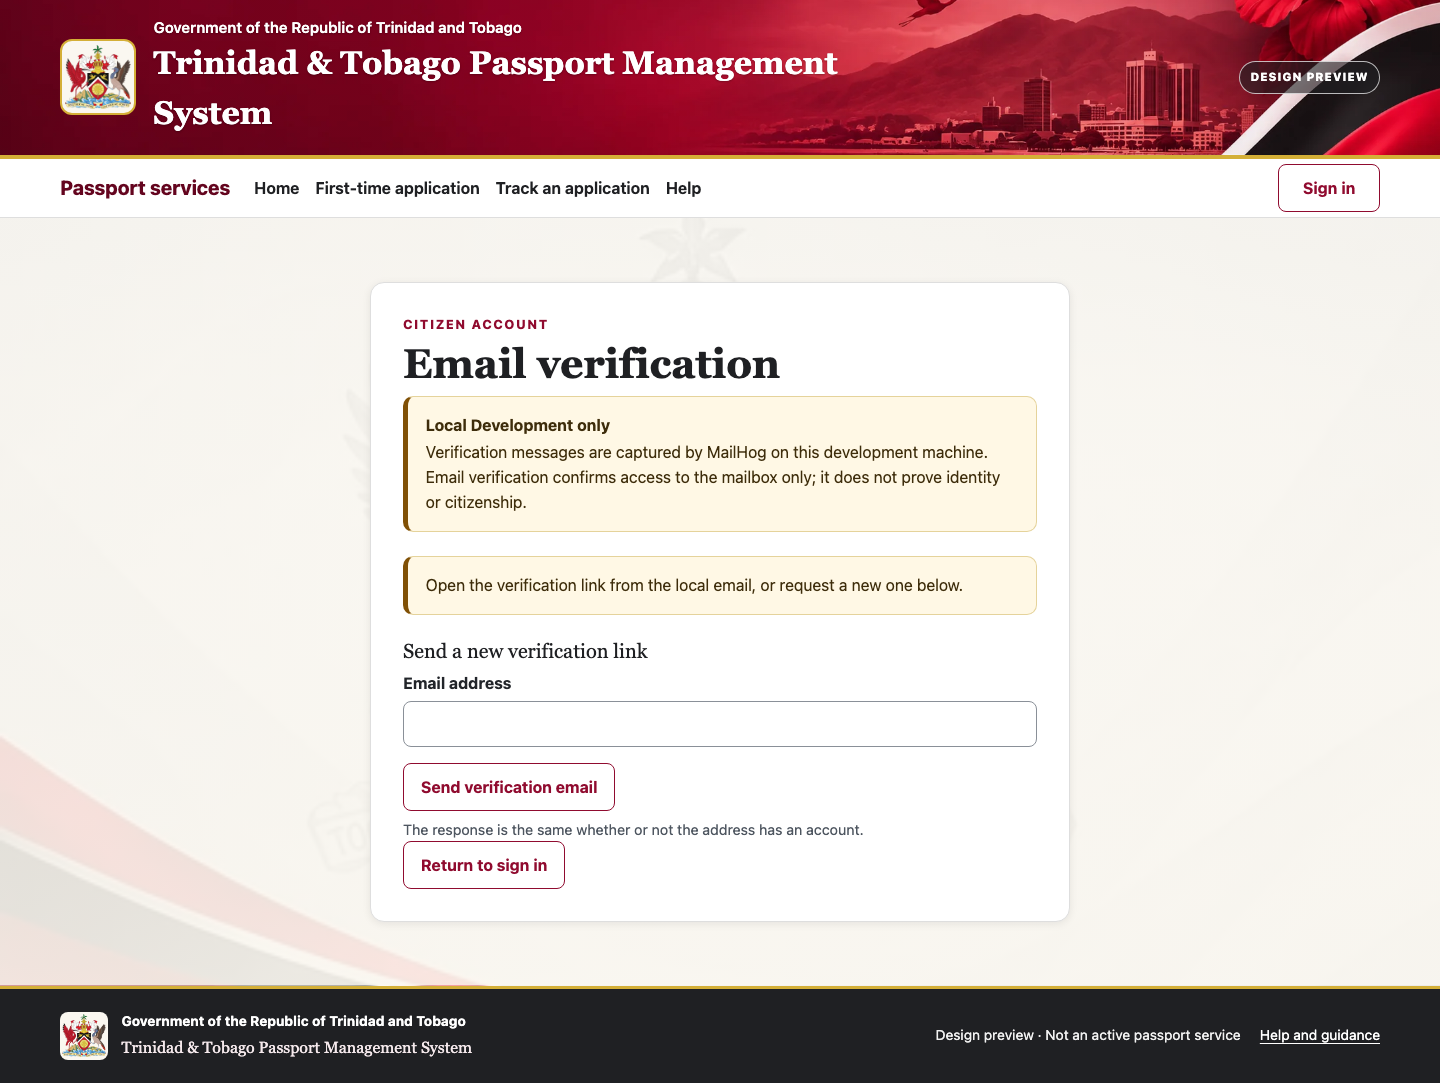 Government of the Republic of Trinidad and Tobago
Trinidad & Tobago Passport Management
System
DESIGN PREVIEW
Passport services
Home
First-time application
Track an application
Help
Sign in
CITIZEN ACCOUNT
Email verification
Local Development only
Verification messages are captured by MailHog on this development machine.
Email verification confirms access to the mailbox only; it does not prove identity
or citizenship.
Open the verification link from the local email, or request a new one below.
Send a new verification link
Email address
Send verification email
The response is the same whether or not the address has an account.
Return to sign in
Government of the Republic of Trinidad and Tobago
Trinidad & Tobago Passport Management System
Design preview · Not an active passport service
Help and guidance